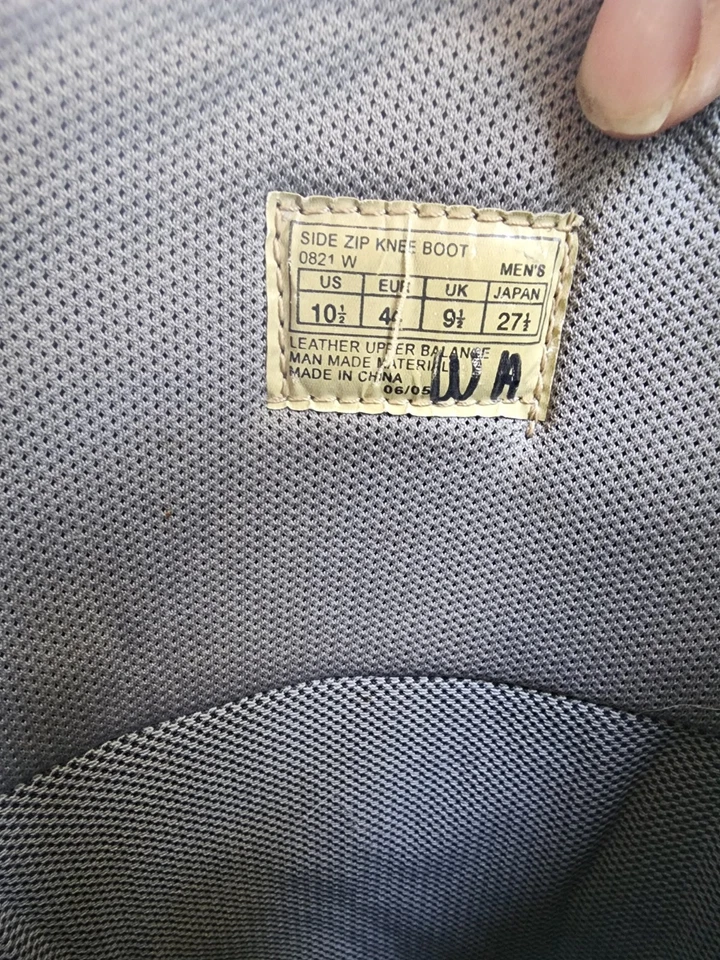 SIDE ZIP KNEE BOOT
0821 W MEN'S
US EUR UK JAPAN
10½ 9½ 27½
LEATHER UPPER BALANCE
MAN MADE MATERIAL
MADE IN CHINA
06/05 WA